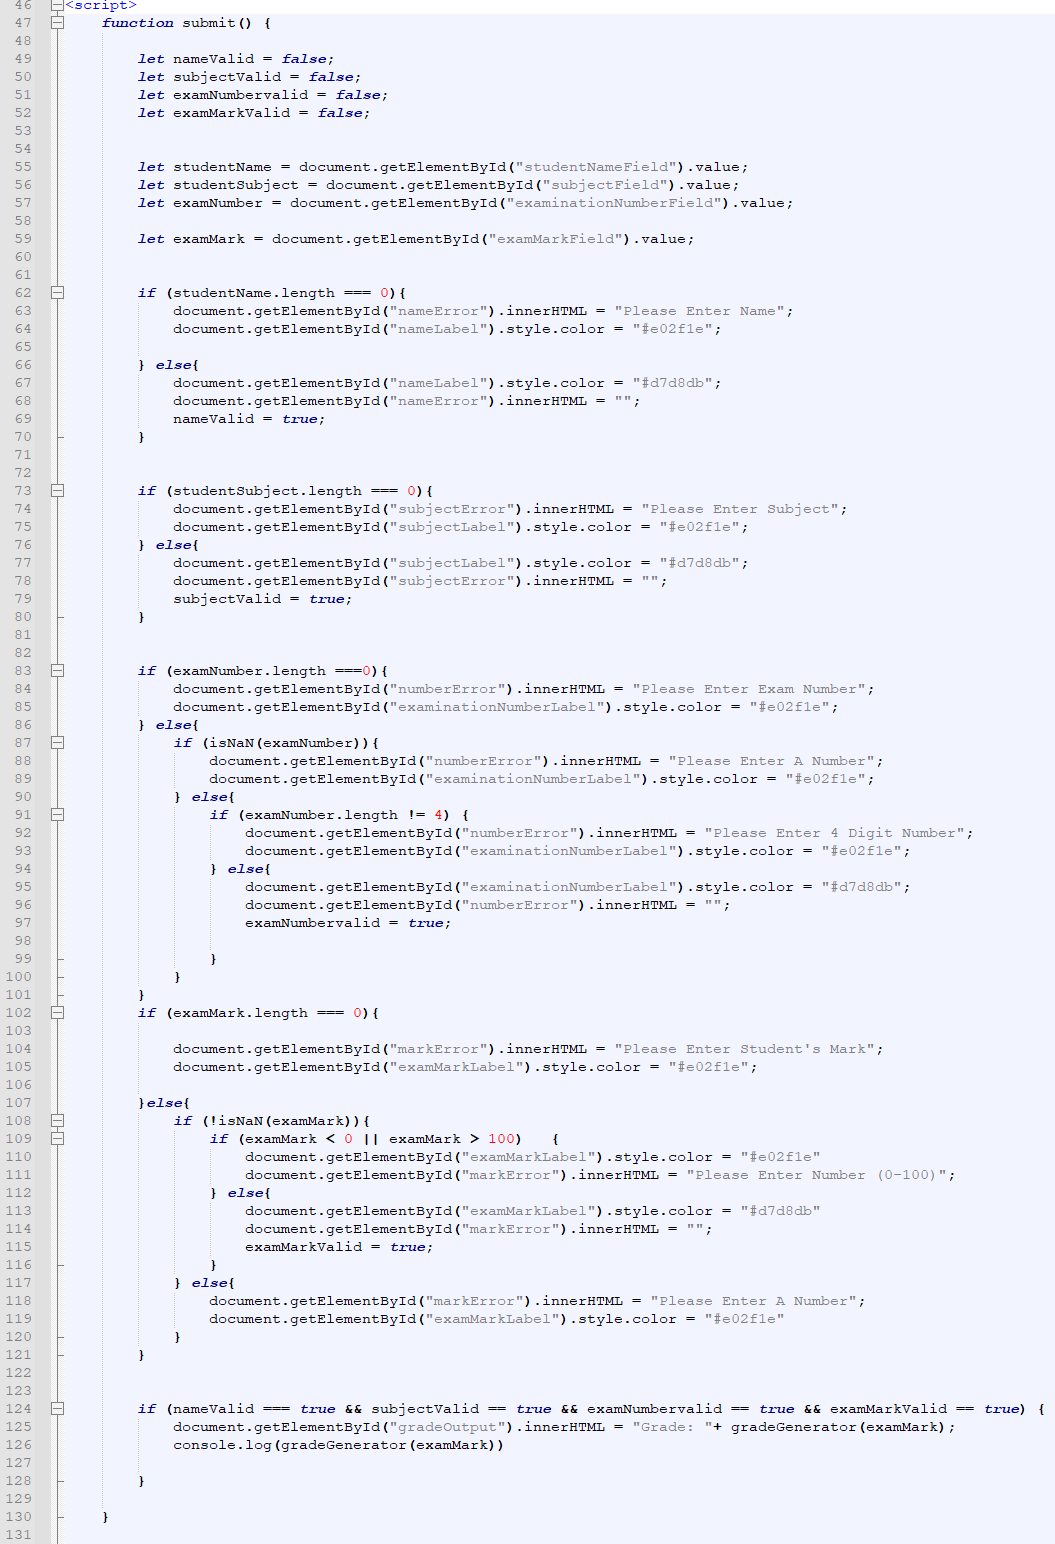 46 <script>
47 function submit() {
48
49 let nameValid = false;
50 let subjectValid = false;
51 let examNumbervalid = false;
52 let examMarkValid = false;
53
54
55 let studentName = document.getElementById("studentNameField").value;
56 let studentSubject = document.getElementById("subjectField").value;
57 let examNumber = document.getElementById("examinationNumberField").value;
58
59 let examMark = document.getElementById("examMarkField").value;
60
61
62 if (studentName.length === 0){
63 document.getElementById("nameError").innerHTML = "Please Enter Name";
64 document.getElementById("nameLabel").style.color = "#e02f1e";
65
66 } else{
67 document.getElementById("nameLabel").style.color = "#d7d8db";
68 document.getElementById("nameError").innerHTML = "";
69 nameValid = true;
70 }
71
72
73 if (studentSubject.length === 0){
74 document.getElementById("subjectError").innerHTML = "Please Enter Subject";
75 document.getElementById("subjectLabel").style.color = "#e02f1e";
76 } else{
77 document.getElementById("subjectLabel").style.color = "#d7d8db";
78 document.getElementById("subjectError").innerHTML = "";
79 subjectValid = true;
80 }
81
82
83 if (examNumber.length ===0){
84 document.getElementById("numberError").innerHTML = "Please Enter Exam Number";
85 document.getElementById("examinationNumberLabel").style.color = "#e02f1e";
86 } else{
87 if (isNaN(examNumber)){
88 document.getElementById("numberError").innerHTML = "Please Enter A Number";
89 document.getElementById("examinationNumberLabel").style.color = "#e02f1e";
90 } else{
91 if (examNumber.length != 4) {
92 document.getElementById("numberError").innerHTML = "Please Enter 4 Digit Number";
93 document.getElementById("examinationNumberLabel").style.color = "#e02f1e";
94 } else{
95 document.getElementById("examinationNumberLabel").style.color = "#d7d8db";
96 document.getElementById("numberError").innerHTML = "";
97 examNumbervalid = true;
98
99 }
100 }
101 }
102 if (examMark.length === 0){
103
104 document.getElementById("markError").innerHTML = "Please Enter Student's Mark";
105 document.getElementById("examMarkLabel").style.color = "#e02f1e";
106
107 }else{
108 if (!isNaN(examMark)){
109 if (examMark < 0 || examMark > 100) {
110 document.getElementById("examMarkLabel").style.color = "#e02f1e"
111 document.getElementById("markError").innerHTML = "Please Enter Number (0-100)";
112 } else{
113 document.getElementById("examMarkLabel").style.color = "#d7d8db"
114 document.getElementById("markError").innerHTML = "";
115 examMarkValid = true;
116 }
117 } else{
118 document.getElementById("markError").innerHTML = "Please Enter A Number";
119 document.getElementById("examMarkLabel").style.color = "#e02f1e"
120 }
121 }
122
123
124 if (nameValid === true && subjectValid == true && examNumbervalid == true && examMarkValid == true) {
125 document.getElementById("gradeOutput").innerHTML = "Grade: "+ gradeGenerator(examMark);
126 console.log(gradeGenerator(examMark))
127
128 }
129
130 }
131